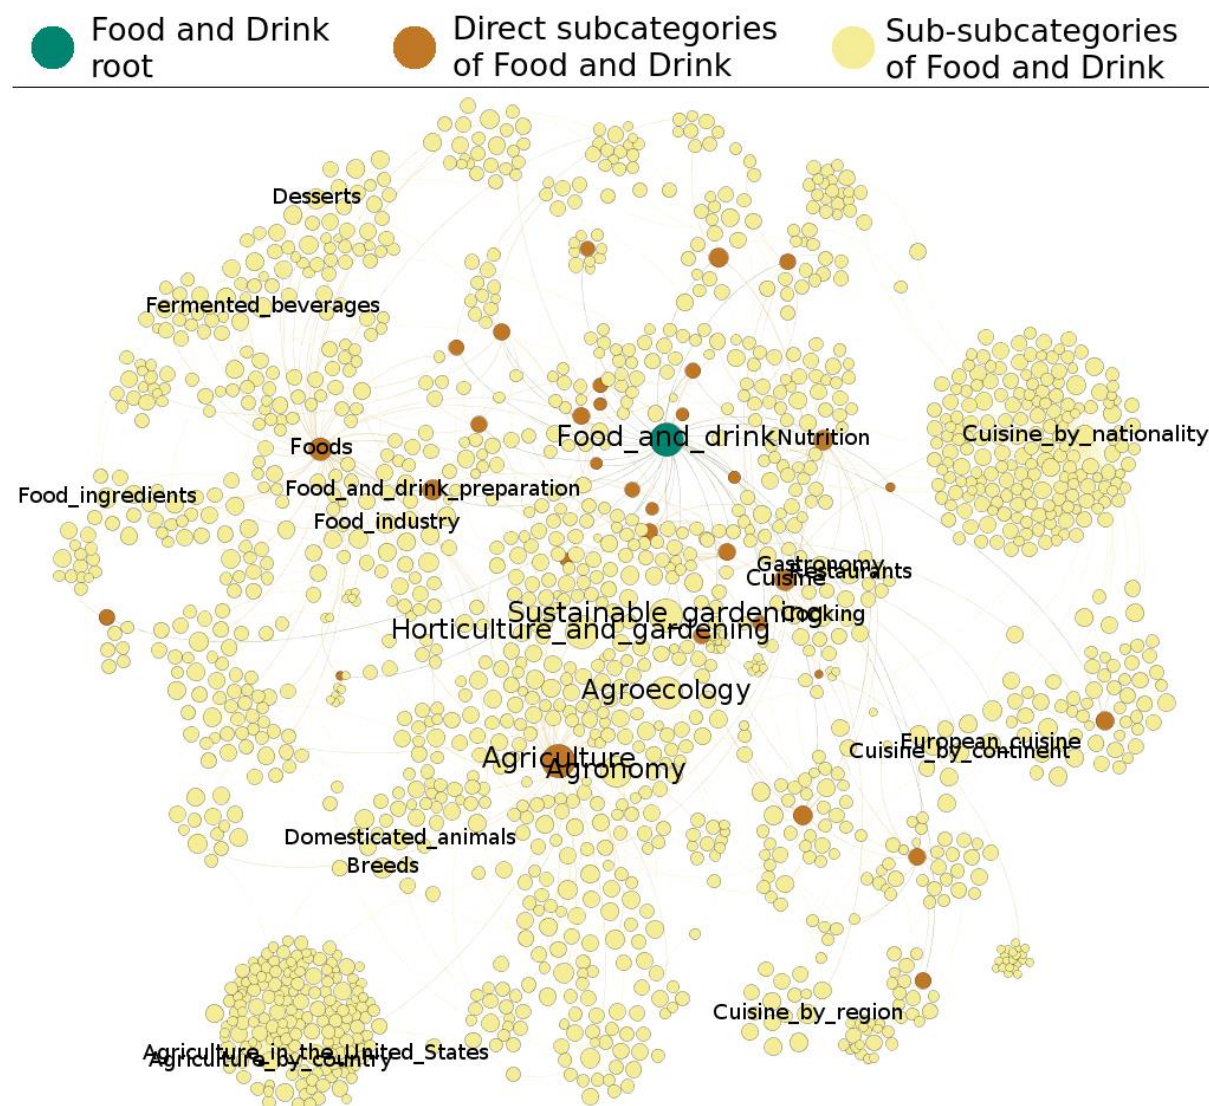 Food and Drink
root
Direct subcategories
of Food and Drink
Sub-subcategories
of Food and Drink
Desserts
Fermented_beverages
Food_and_drink
Nutrition
Cuisine_by_nationality
Foods
Food_ingredients
Food_and_drink_preparation
Food_industry
Gastronomy
Restaurants
Cuisine
Sustainable_gardening
Cooking
Horticulture_and_gardening
Agroecology
European_cuisine
Cuisine_by_continent
Agriculture
Agronomy
Domesticated_animals
Breeds
Cuisine_by_region
Agriculture_in_the_United_States
Agriculture_by_country